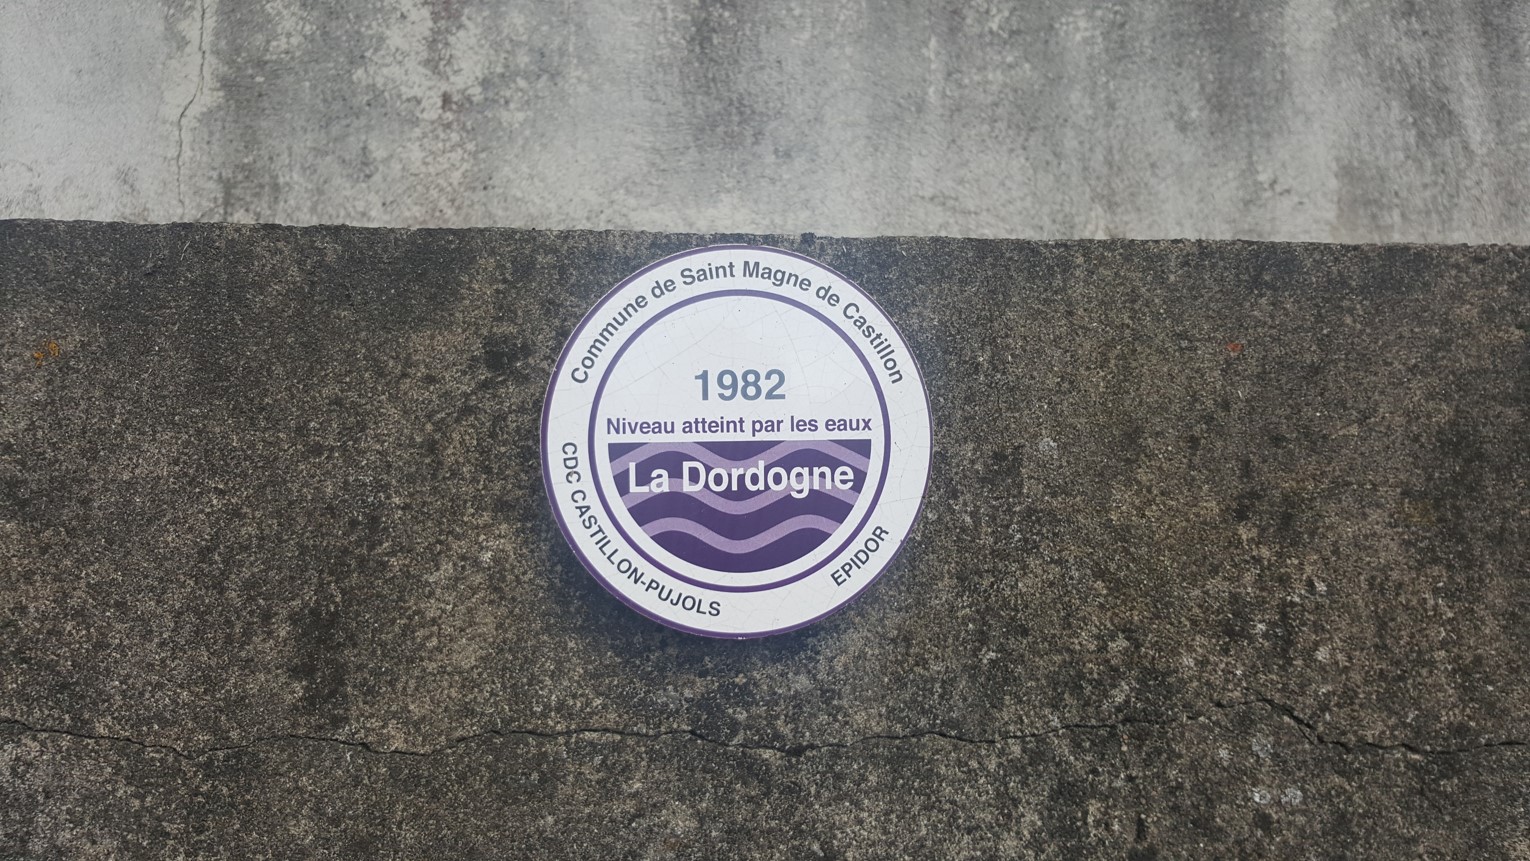 Commune de Saint Magne de Castillon
1982
Niveau atteint par les eaux
La Dordogne
CDC CASTILLON-PUJOLS
EPIDOR